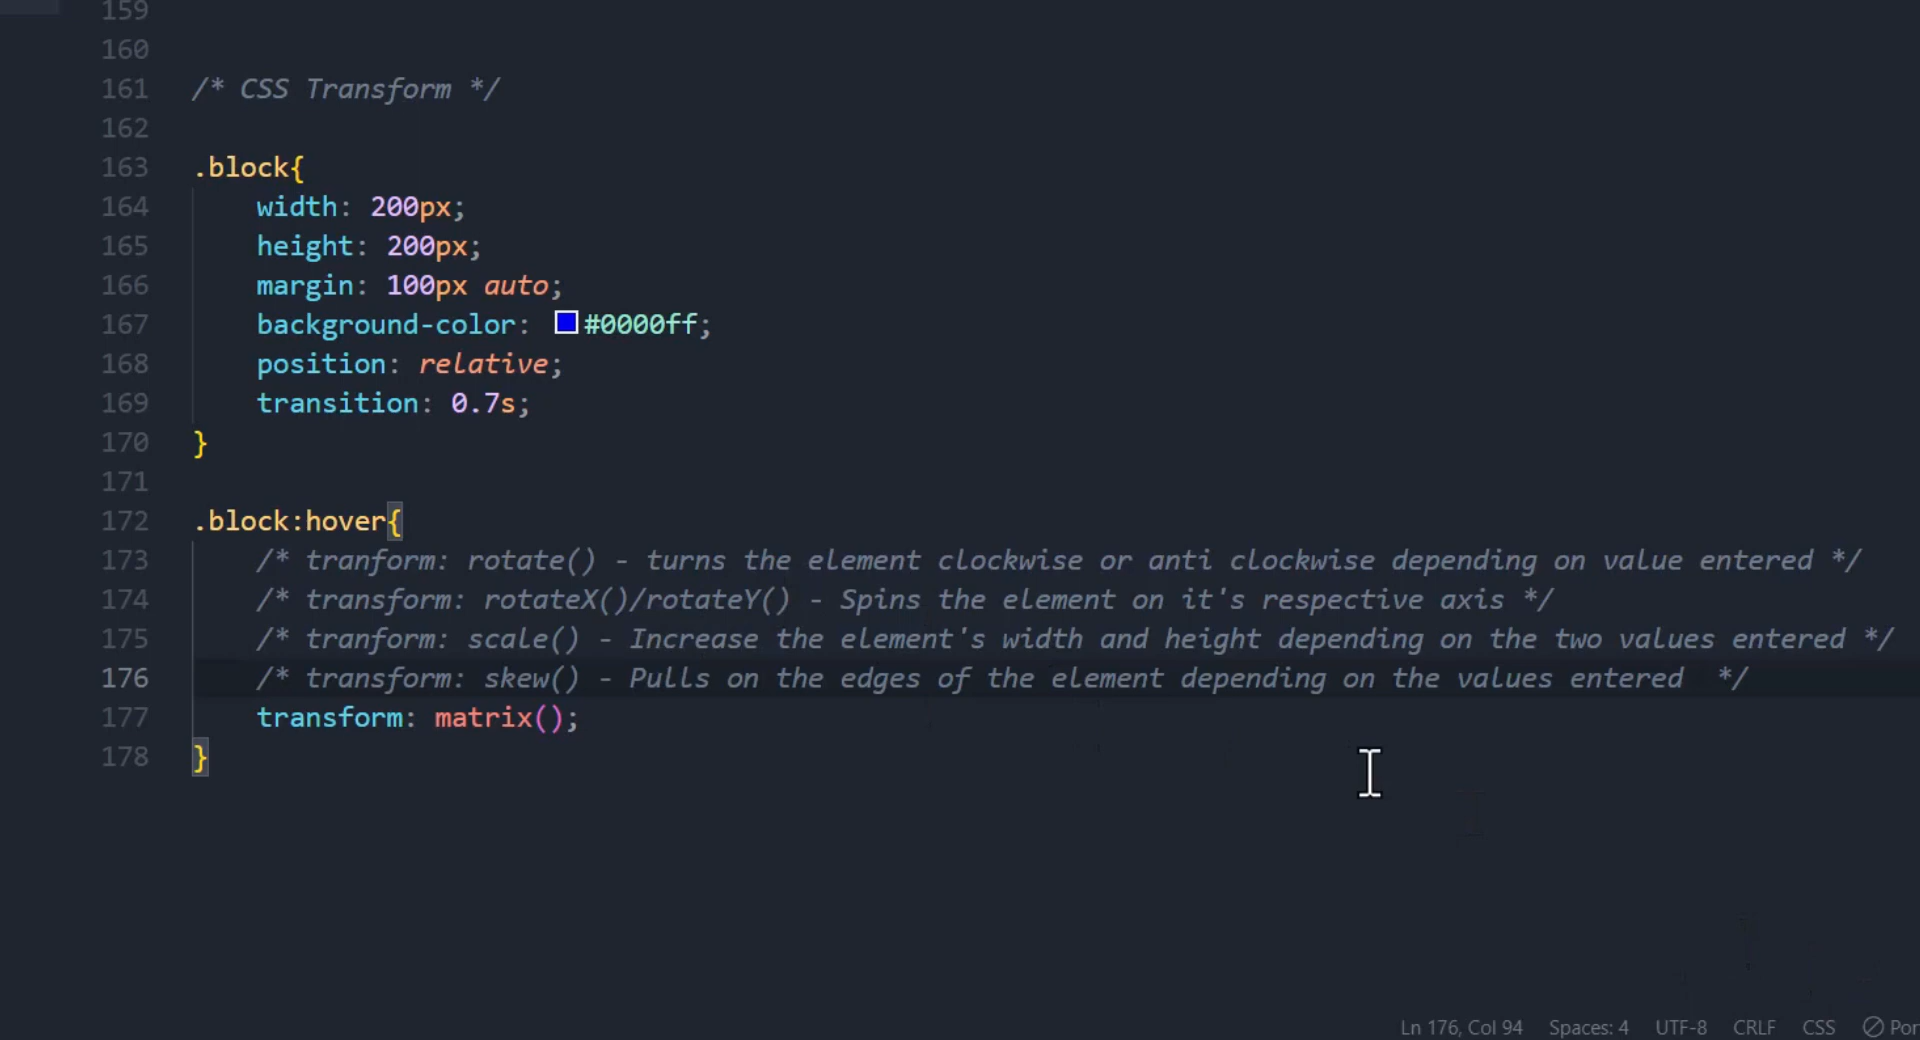 159
160
161 /* CSS Transform */
162
163 .block{
164 width: 200px;
165 height: 200px;
166 margin: 100px auto;
167 background-color: #0000ff;
168 position: relative;
169 transition: 0.7s;
170 }
171
172 .block:hover{
173 /* tranform: rotate() - turns the element clockwise or anti clockwise depending on value entered */
174 /* transform: rotateX()/rotateY() - Spins the element on it's respective axis */
175 /* tranform: scale() - Increase the element's width and height depending on the two values entered */
176 /* transform: skew() - Pulls on the edges of the element depending on the values entered  */
177 transform: matrix();
178 }
Ln 176, Col 94 Spaces: 4 UTF-8 CRLF CSS Por